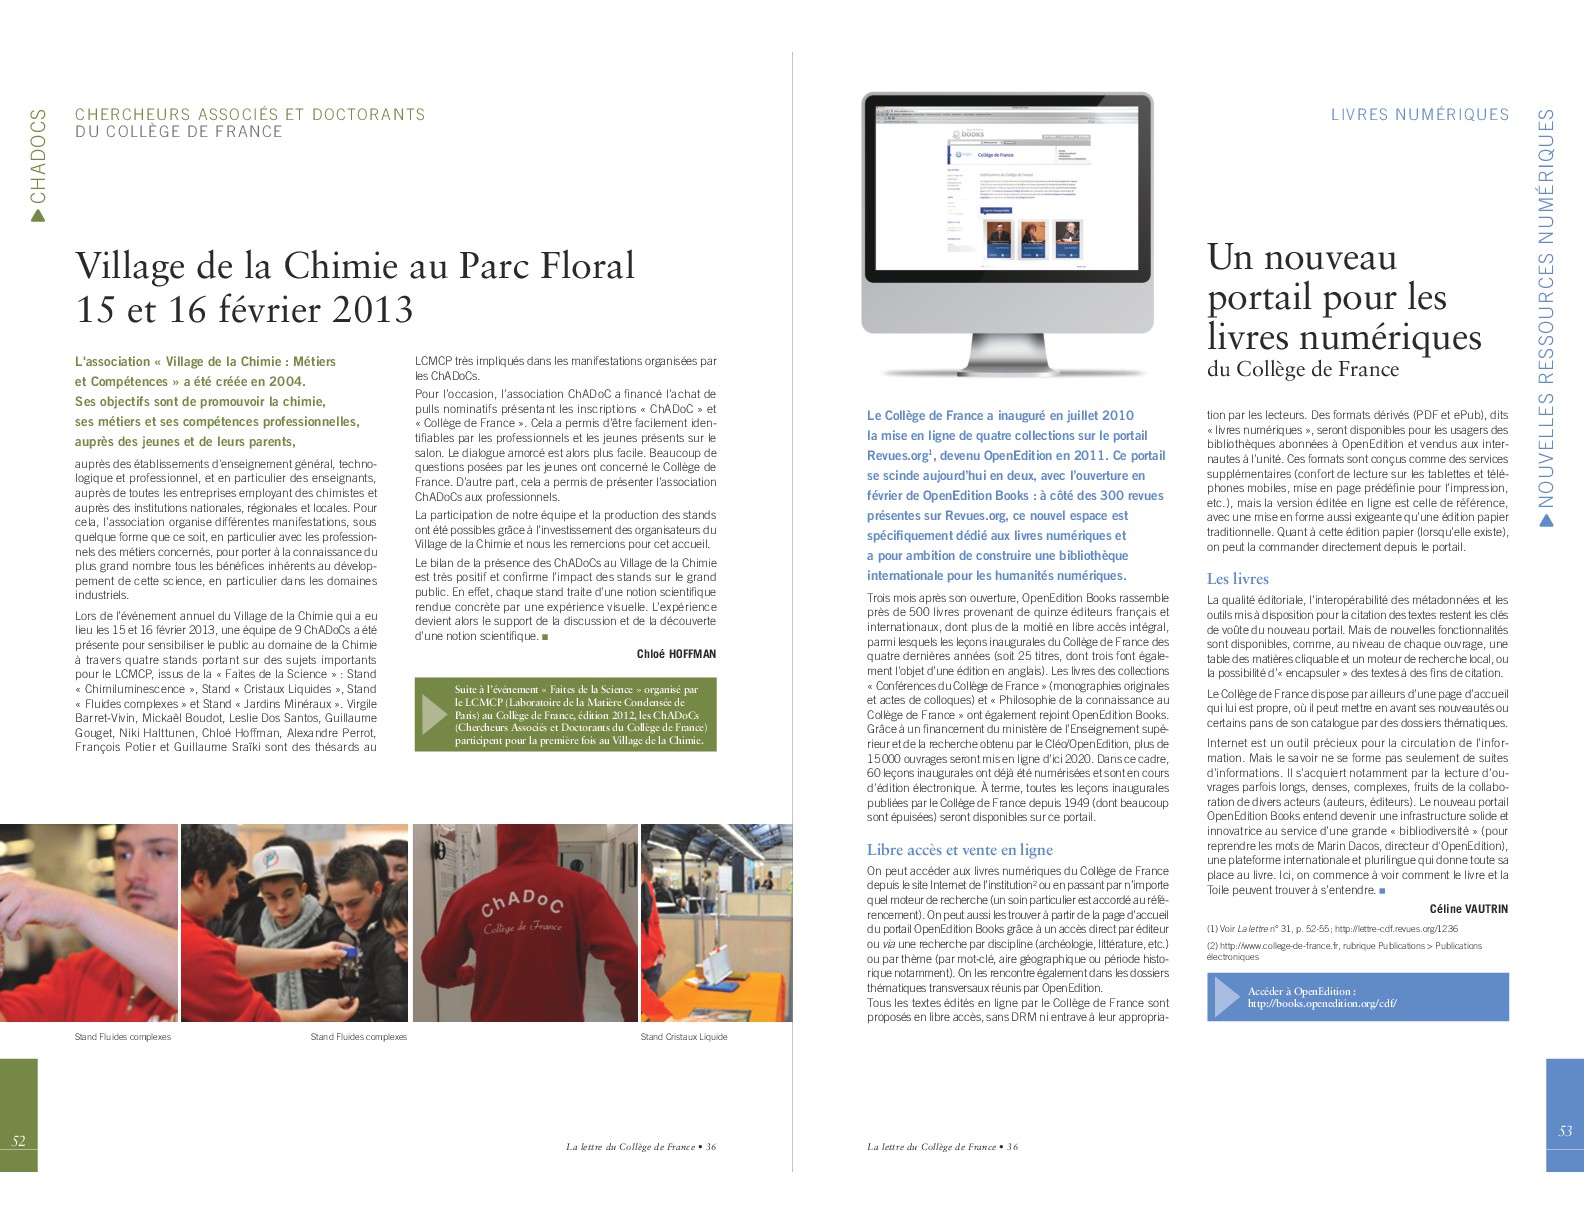 CHADOCS
CHERCHEURS ASSOCIÉS ET DOCTORANTS
DU COLLÈGE DE FRANCE
Village de la Chimie au Parc Floral
15 et 16 février 2013
L'association « Village de la Chimie : Métiers
et Compétences » a été créée en 2004.
Ses objectifs sont de promouvoir la chimie,
ses métiers et ses compétences professionnelles,
auprès des jeunes et de leurs parents,
auprès des établissements d'enseignement général, techno-
logique et professionnel, et en particulier des enseignants,
auprès de toutes les entreprises employant des chimistes et
auprès des institutions nationales, régionales et locales. Pour
cela, l'association organise différentes manifestations, sous
quelque forme que ce soit, en particulier avec les profession-
nels des métiers concernés, pour porter à la connaissance du
plus grand nombre tous les bénéfices inhérents au dévelop-
pement de cette science, en particulier dans les domaines
industriels.
Lors de l'événement annuel du Village de la Chimie qui a eu
lieu les 15 et 16 février 2013, une équipe de 9 ChADoCs a été
présente pour sensibiliser le public au domaine de la Chimie
à travers quatre stands portant sur des sujets importants
pour le LCMCP, issus de la « Faites de la Science » : Stand
« Chimiluminescence », Stand « Cristaux Liquides », Stand
« Fluides complexes » et Stand « Jardins Minéraux ». Virgile
Barret-Vivin, Mickaël Boudot, Leslie Dos Santos, Guillaume
Gouget, Niki Halttunen, Chloé Hoffman, Alexandre Perrot,
François Potier et Guillaume Sraïki sont des thésards au
LCMCP très impliqués dans les manifestations organisées par
les ChADoCs.
Pour l'occasion, l'association ChADoC a financé l'achat de
pulls nominatifs présentant les inscriptions « ChADoC » et
« Collège de France ». Cela a permis d'être facilement iden-
tifiables par les professionnels et les jeunes présents sur le
salon. Le dialogue amorcé est alors plus facile. Beaucoup de
questions posées par les jeunes ont concerné le Collège de
France. D'autre part, cela a permis de présenter l'association
ChADoCs aux professionnels.
La participation de notre équipe et la production des stands
ont été possibles grâce à l'investissement des organisateurs du
Village de la Chimie et nous les remercions pour cet accueil.
Le bilan de la présence des ChADoCs au Village de la Chimie
est très positif et confirme l'impact des stands sur le grand
public. En effet, chaque stand traite d'une notion scientifique
rendue concrète par une expérience visuelle. L'expérience
devient alors le support de la discussion et de la découverte
d'une notion scientifique. ■
Chloé HOFFMAN
Suite à l'événement « Faites de la Science » organisé par
le LCMCP (Laboratoire de la Matière Condensée de
Paris) au Collège de France, édition 2012, les ChADoCs
(Chercheurs Associés et Doctorants du Collège de France)
participent pour la première fois au Village de la Chimie.
ChADoC
Collège de France
Stand Fluides complexes
Stand Fluides complexes
Stand Cristaux Liquide
52
La lettre du Collège de France • 36
books
Collège de France
LIVRES NUMÉRIQUES
NOUVELLES RESSOURCES NUMÉRIQUES
Un nouveau
portail pour les
livres numériques
du Collège de France
Le Collège de France a inauguré en juillet 2010
la mise en ligne de quatre collections sur le portail
Revues.org¹, devenu OpenEdition en 2011. Ce portail
se scinde aujourd'hui en deux, avec l'ouverture en
février de OpenEdition Books : à côté des 300 revues
présentes sur Revues.org, ce nouvel espace est
spécifiquement dédié aux livres numériques et
a pour ambition de construire une bibliothèque
internationale pour les humanités numériques.
Trois mois après son ouverture, OpenEdition Books rassemble
près de 500 livres provenant de quinze éditeurs français et
internationaux, dont plus de la moitié en libre accès intégral,
parmi lesquels les leçons inaugurales du Collège de France des
quatre dernières années (soit 25 titres, dont trois font égale-
ment l'objet d'une édition en anglais). Les livres des collections
« Conférences du Collège de France » (monographies originales
et actes de colloques) et « Philosophie de la connaissance au
Collège de France » ont également rejoint OpenEdition Books.
Grâce à un financement du ministère de l'Enseignement supé-
rieur et de la recherche obtenu par le Cléo/OpenEdition, plus de
15000 ouvrages seront mis en ligne d'ici 2020. Dans ce cadre,
60 leçons inaugurales ont déjà été numérisées et sont en cours
d'édition électronique. À terme, toutes les leçons inaugurales
publiées par le Collège de France depuis 1949 (dont beaucoup
sont épuisées) seront disponibles sur ce portail.
Libre accès et vente en ligne
On peut accéder aux livres numériques du Collège de France
depuis le site Internet de l'institution² ou en passant par n'importe
quel moteur de recherche (un soin particulier est accordé au réfé-
rencement). On peut aussi les trouver à partir de la page d'accueil
du portail OpenEdition Books grâce à un accès direct par éditeur
ou via une recherche par discipline (archéologie, littérature, etc.)
ou par thème (par mot-clé, aire géographique ou période histo-
rique notamment). On les rencontre également dans les dossiers
thématiques transversaux réunis par OpenEdition.
Tous les textes édités en ligne par le Collège de France sont
proposés en libre accès, sans DRM ni entrave à leur appropria-
tion par les lecteurs. Des formats dérivés (PDF et ePub), dits
« livres numériques », seront disponibles pour les usagers des
bibliothèques abonnées à OpenEdition et vendus aux inter-
nautes à l'unité. Ces formats sont conçus comme des services
supplémentaires (confort de lecture sur les tablettes et télé-
phones mobiles, mise en page prédéfinie pour l'impression,
etc.), mais la version éditée en ligne est celle de référence,
avec une mise en forme aussi exigeante qu'une édition papier
traditionnelle. Quant à cette édition papier (lorsqu'elle existe),
on peut la commander directement depuis le portail.
Les livres
La qualité éditoriale, l'interopérabilité des métadonnées et les
outils mis à disposition pour la citation des textes restent les clés
de voûte du nouveau portail. Mais de nouvelles fonctionnalités
sont disponibles, comme, au niveau de chaque ouvrage, une
table des matières cliquable et un moteur de recherche local, ou
la possibilité d'« encapsuler » des textes à des fins de citation.
Le Collège de France dispose par ailleurs d'une page d'accueil
qui lui est propre, où il peut mettre en avant ses nouveautés ou
certains pans de son catalogue par des dossiers thématiques.
Internet est un outil précieux pour la circulation de l'infor-
mation. Mais le savoir ne se forme pas seulement de suites
d'informations. Il s'acquiert notamment par la lecture d'ou-
vrages parfois longs, denses, complexes, fruits de la collabo-
ration de divers acteurs (auteurs, éditeurs). Le nouveau portail
OpenEdition Books entend devenir une infrastructure solide et
innovatrice au service d'une grande « bibliodiversité » (pour
reprendre les mots de Marin Dacos, directeur d'OpenEdition),
une plateforme internationale et plurilingue qui donne toute sa
place au livre. Ici, on commence à voir comment le livre et la
Toile peuvent trouver à s'entendre. ■
Céline VAUTRIN
(1) Voir La lettre n° 31, p. 52-55 ; http://lettre-cdf.revues.org/1236
(2) http://www.college-de-france.fr, rubrique Publications > Publications
électroniques
Accéder à OpenEdition :
http://books.openedition.org/cdf/
La lettre du Collège de France • 36
53